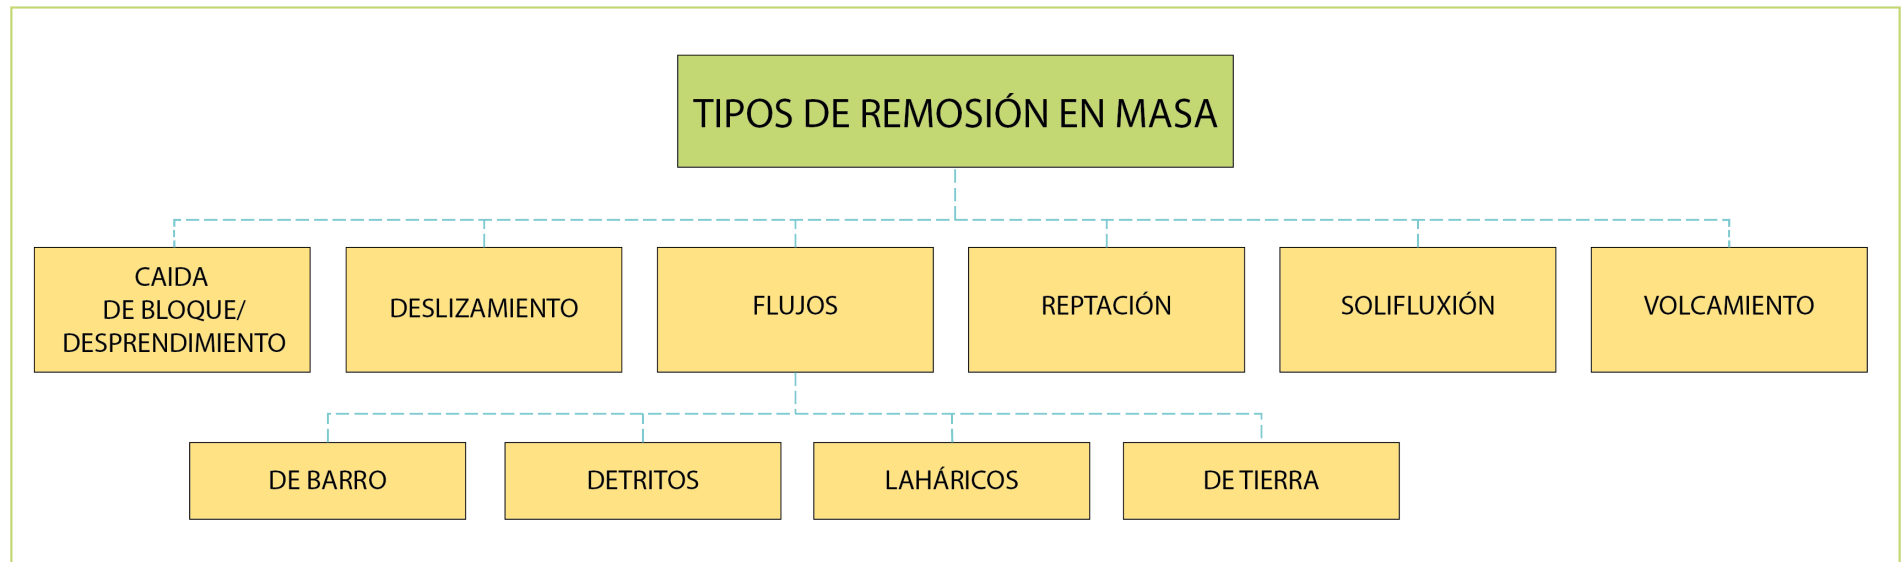 TIPOS DE REMOSIÓN EN MASA
CAIDA
DE BLOQUE/
DESPRENDIMIENTO
DESLIZAMIENTO
FLUJOS
REPTACIÓN
SOLIFLUXIÓN
VOLCAMIENTO
DE BARRO
DETRITOS
LAHÁRICOS
DE TIERRA